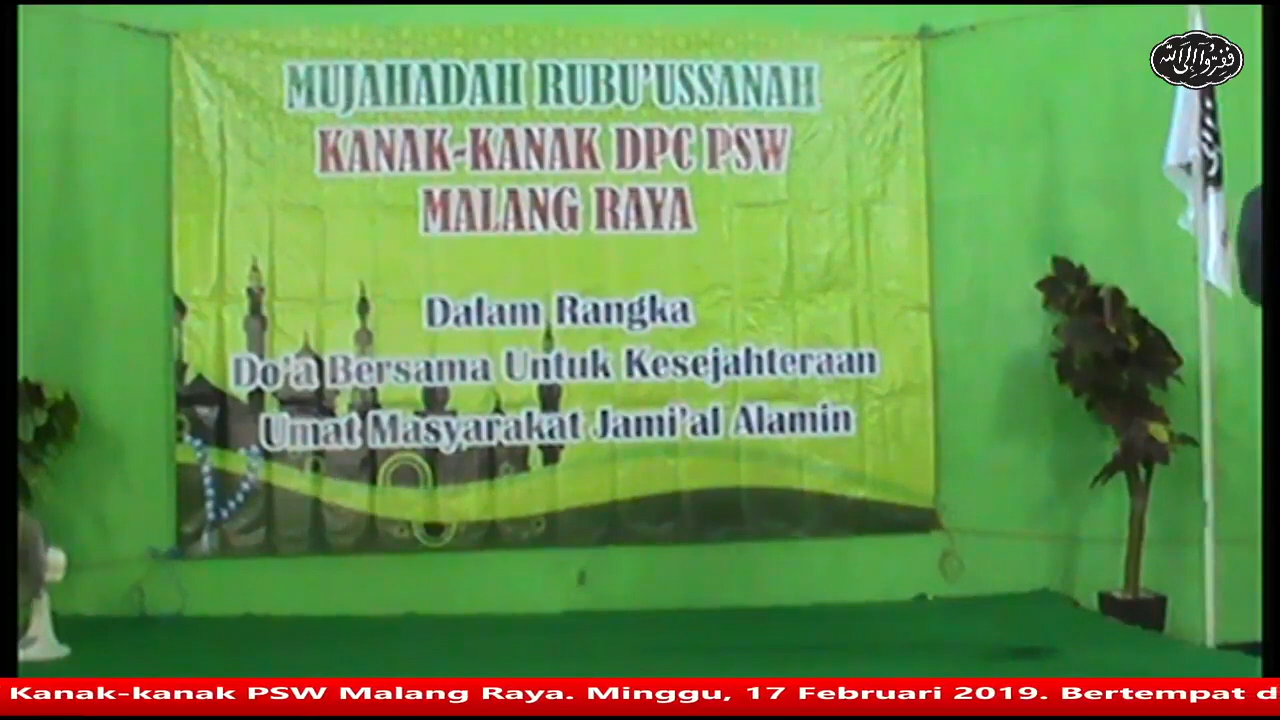 MUJAHADAH RUBU'USSANAH
KANAK-KANAK DPC PSW
MALANG RAYA
Dalam Rangka
Do'a Bersama Untuk Kesejahteraan
Umat Masyarakat Jami'al Alamin
فَفِرُّوْٓا اِلَى اللّٰهِ
Kanak-kanak PSW Malang Raya. Minggu, 17 Februari 2019. Bertempat d